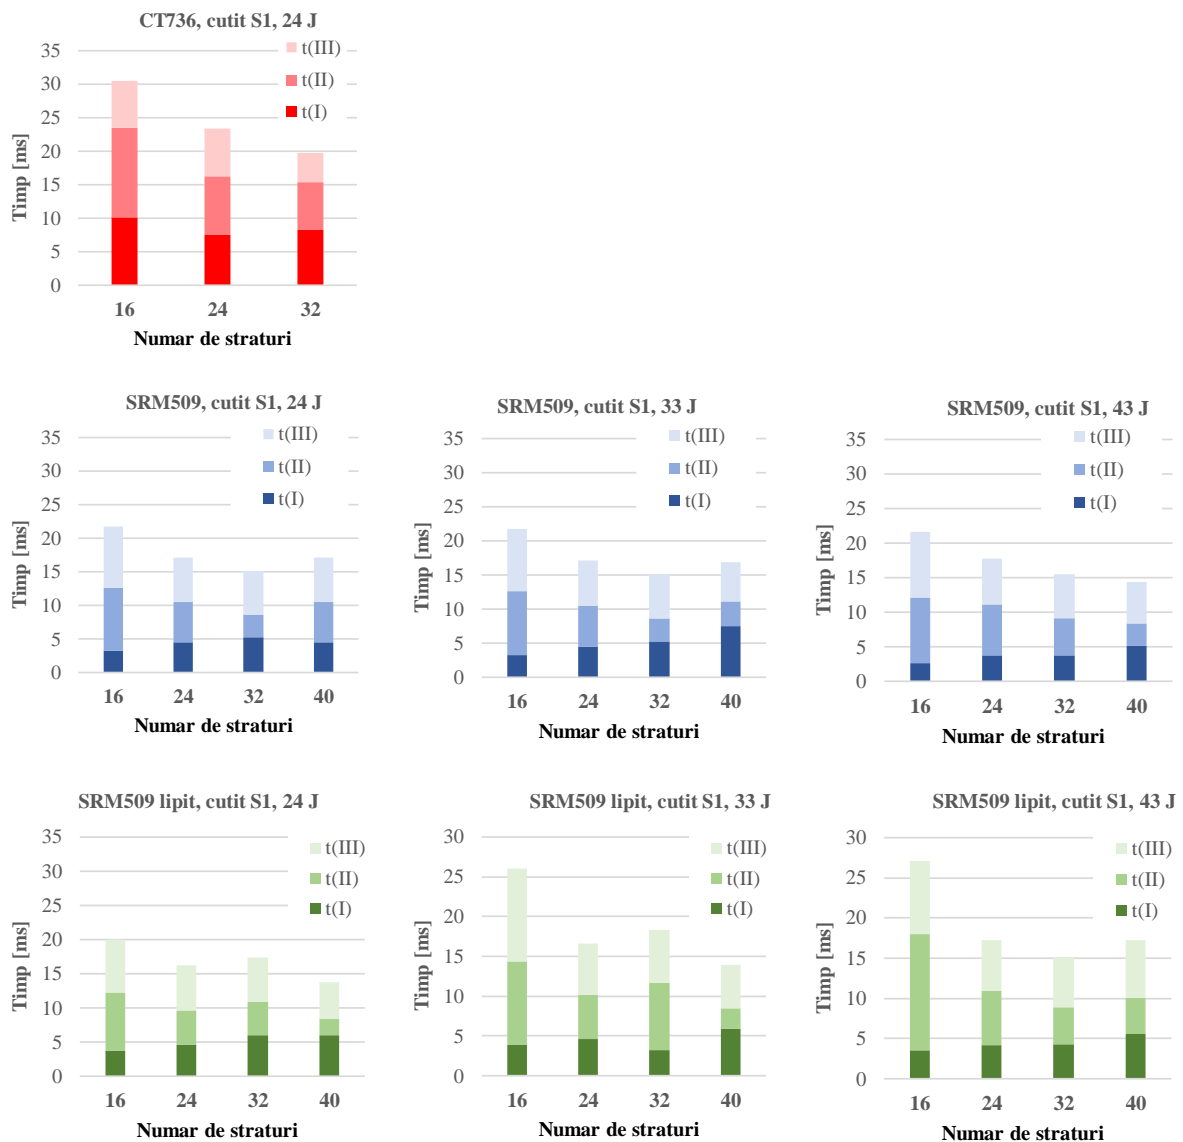 CT736, cutit S1, 24 J
35
30
25
20
15
10
5
0
Timp [ms]
t(III)
t(II)
t(I)
16 24 32
Numar de straturi
SRM509, cutit S1, 24 J
35
30
25
20
15
10
5
0
Timp [ms]
t(III)
t(II)
t(I)
16 24 32 40
Numar de straturi
SRM509, cutit S1, 33 J
35
30
25
20
15
10
5
0
Timp [ms]
t(III)
t(II)
t(I)
16 24 32 40
Numar de straturi
SRM509, cutit S1, 43 J
35
30
25
20
15
10
5
0
Timp [ms]
t(III)
t(II)
t(I)
16 24 32 40
Numar de straturi
SRM509 lipit, cutit S1, 24 J
35
30
25
20
15
10
5
0
Timp [ms]
t(III)
t(II)
t(I)
16 24 32 40
Numar de straturi
SRM509 lipit, cutit S1, 33 J
30
25
20
15
10
5
0
Timp [ms]
t(III)
t(II)
t(I)
16 24 32 40
Numar de straturi
SRM509 lipit, cutit S1, 43 J
30
25
20
15
10
5
0
Timp [ms]
t(III)
t(II)
t(I)
16 24 32 40
Numar de straturi